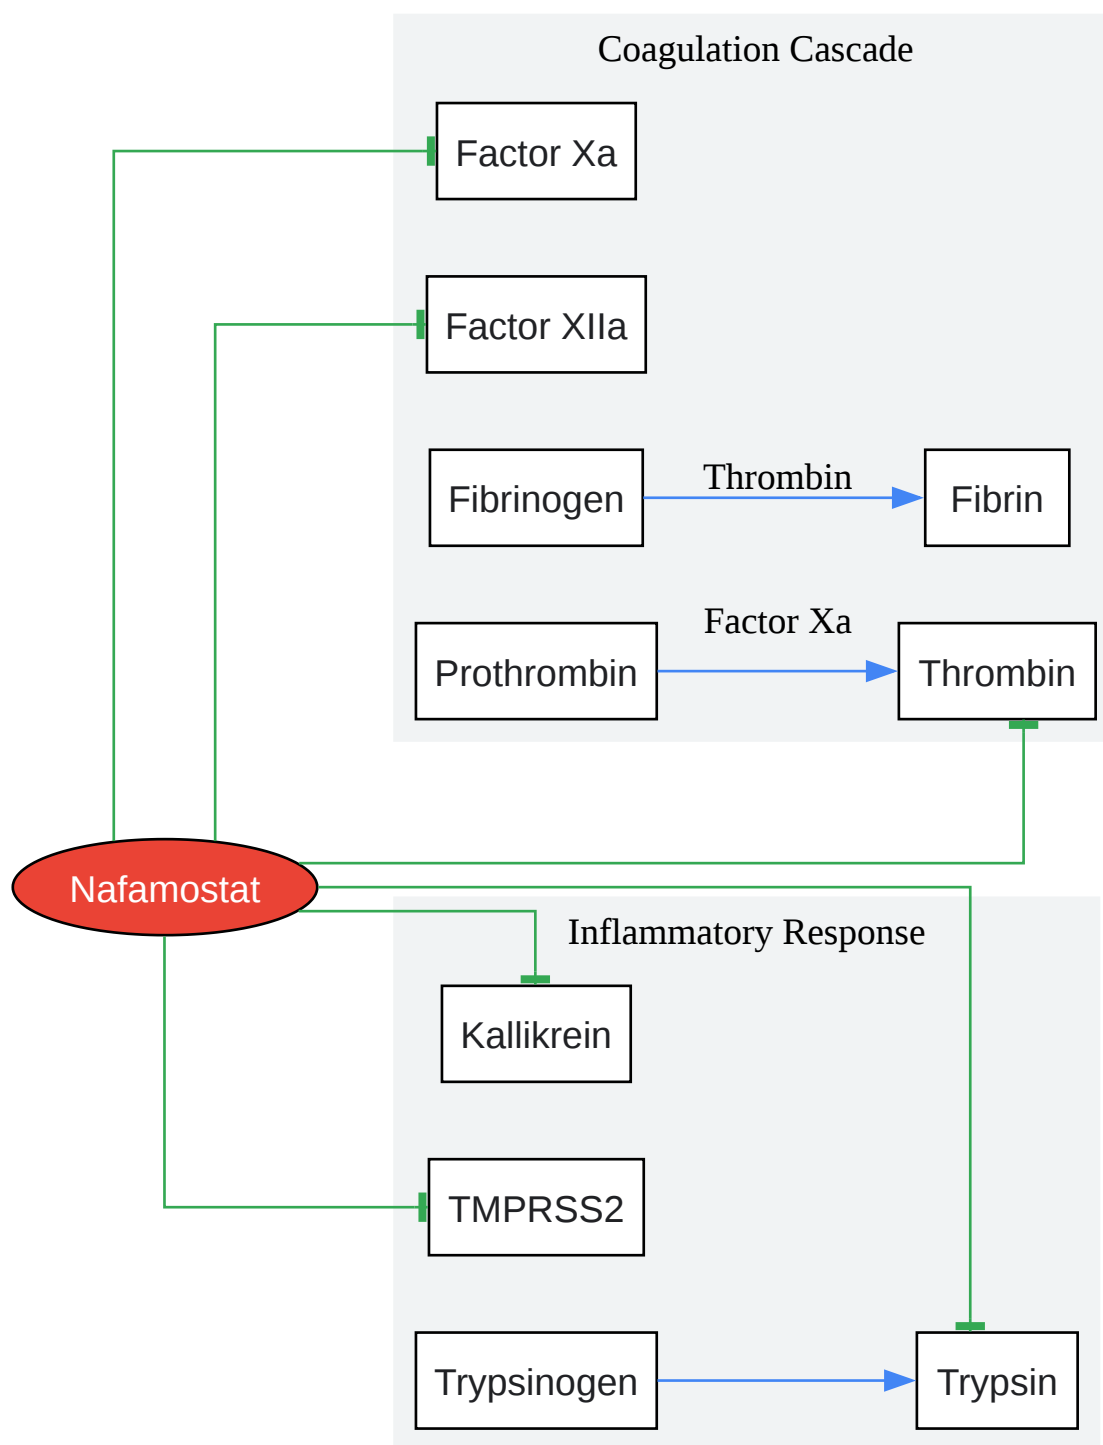 Coagulation Cascade
Factor Xa
Factor XIIa
Fibrinogen
Thrombin
Fibrin
Prothrombin
Factor Xa
Thrombin
Nafamostat
Inflammatory Response
Kallikrein
TMPRSS2
Trypsinogen
Trypsin